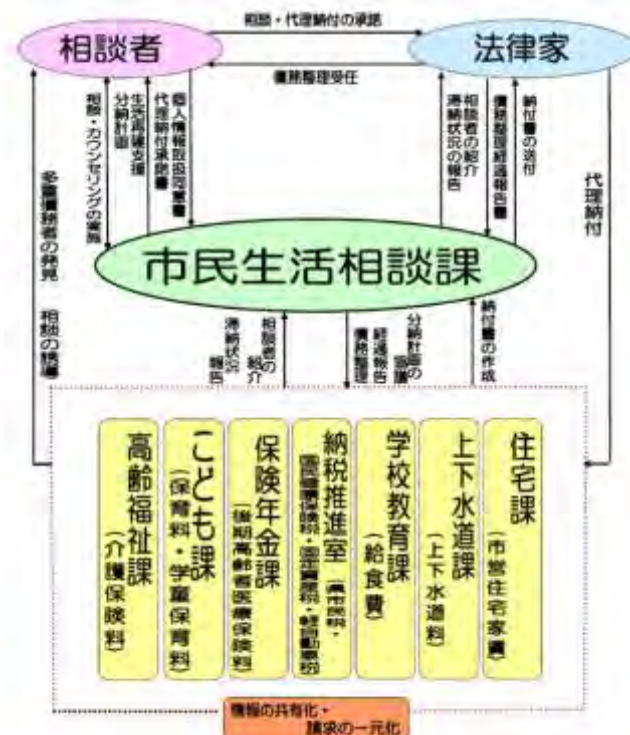 相談・代理納付の承諾
相談者
法律家
債務整理受任
相談・カウンセリングの実施
分納計画
生活再建支援
代理納付承諾書
個人情報取扱同意書
滞納状況の報告
相談者の紹介
債務整理経過報告書
納付書の送付
代理納付
多重債務者の発見 相談の誘導
市民生活相談課
滞納状況報告
相談者の紹介
債務整理
経過報告
分納計画の協議
納付書の作成
高齢福祉課
(介護保険料)
こども課
(保育料・学童保育料)
保険年金課
(後期高齢者医療保険料)
納税推進室
(県市民税・
国民健康保険税・固定資産税・軽自動車税)
学校教育課
(給食費)
上下水道課
(上下水道料)
住宅課
(市営住宅家賃)
情報の共有化・
請求の一元化